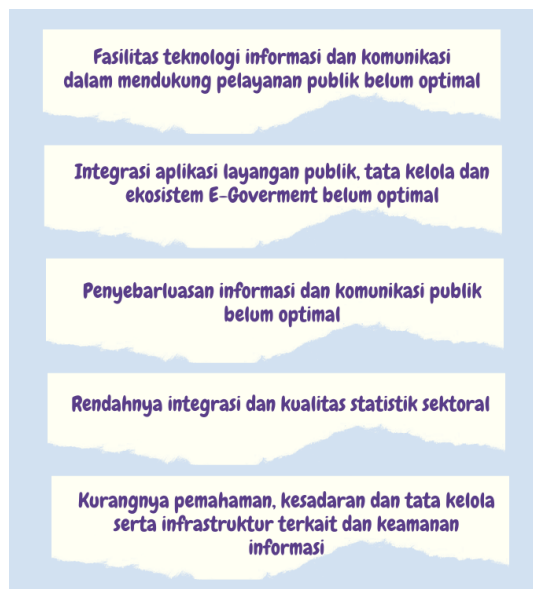 Fasilitas teknologi informasi dan komunikasi
dalam mendukung pelayanan publik belum optimal
Integrasi aplikasi layangan publik, tata kelola dan
ekosistem E-Goverment belum optimal
Penyebarluasan informasi dan komunikasi publik
belum optimal
Rendahnya integrasi dan kualitas statistik sektoral
Kurangnya pemahaman, kesadaran dan tata kelola
serta infrastruktur terkait dan keamanan
informasi